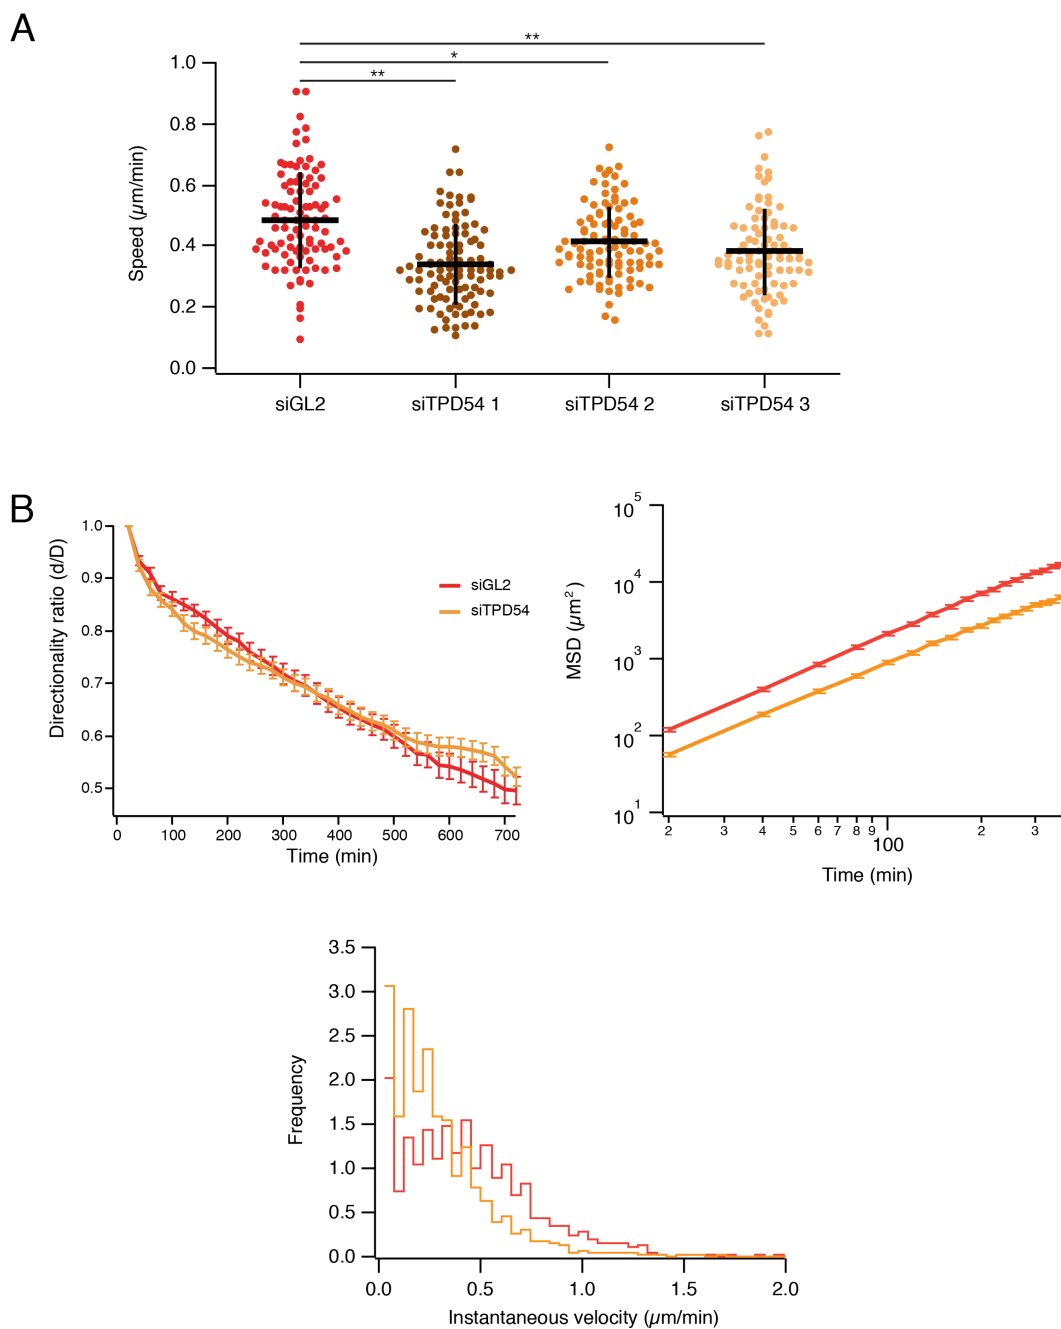 A
**
*
**
1.0
0.8
0.6
0.4
0.2
0.0
Speed (µm/min)
siGL2 siTPD54 1 siTPD54 2 siTPD54 3
B
1.0
0.9
0.8
0.7
0.6
0.5
Directionality ratio (d/D)
siGL2
siTPD54
0 100 200 300 400 500 600 700
Time (min)
10^5
10^4
10^3
10^2
10^1
MSD (µm²)
2 3 4 5 6 7 8 9 100 2 3
Time (min)
3.5
3.0
2.5
2.0
1.5
1.0
0.5
0.0
Frequency
0.0 0.5 1.0 1.5 2.0
Instantaneous velocity (µm/min)